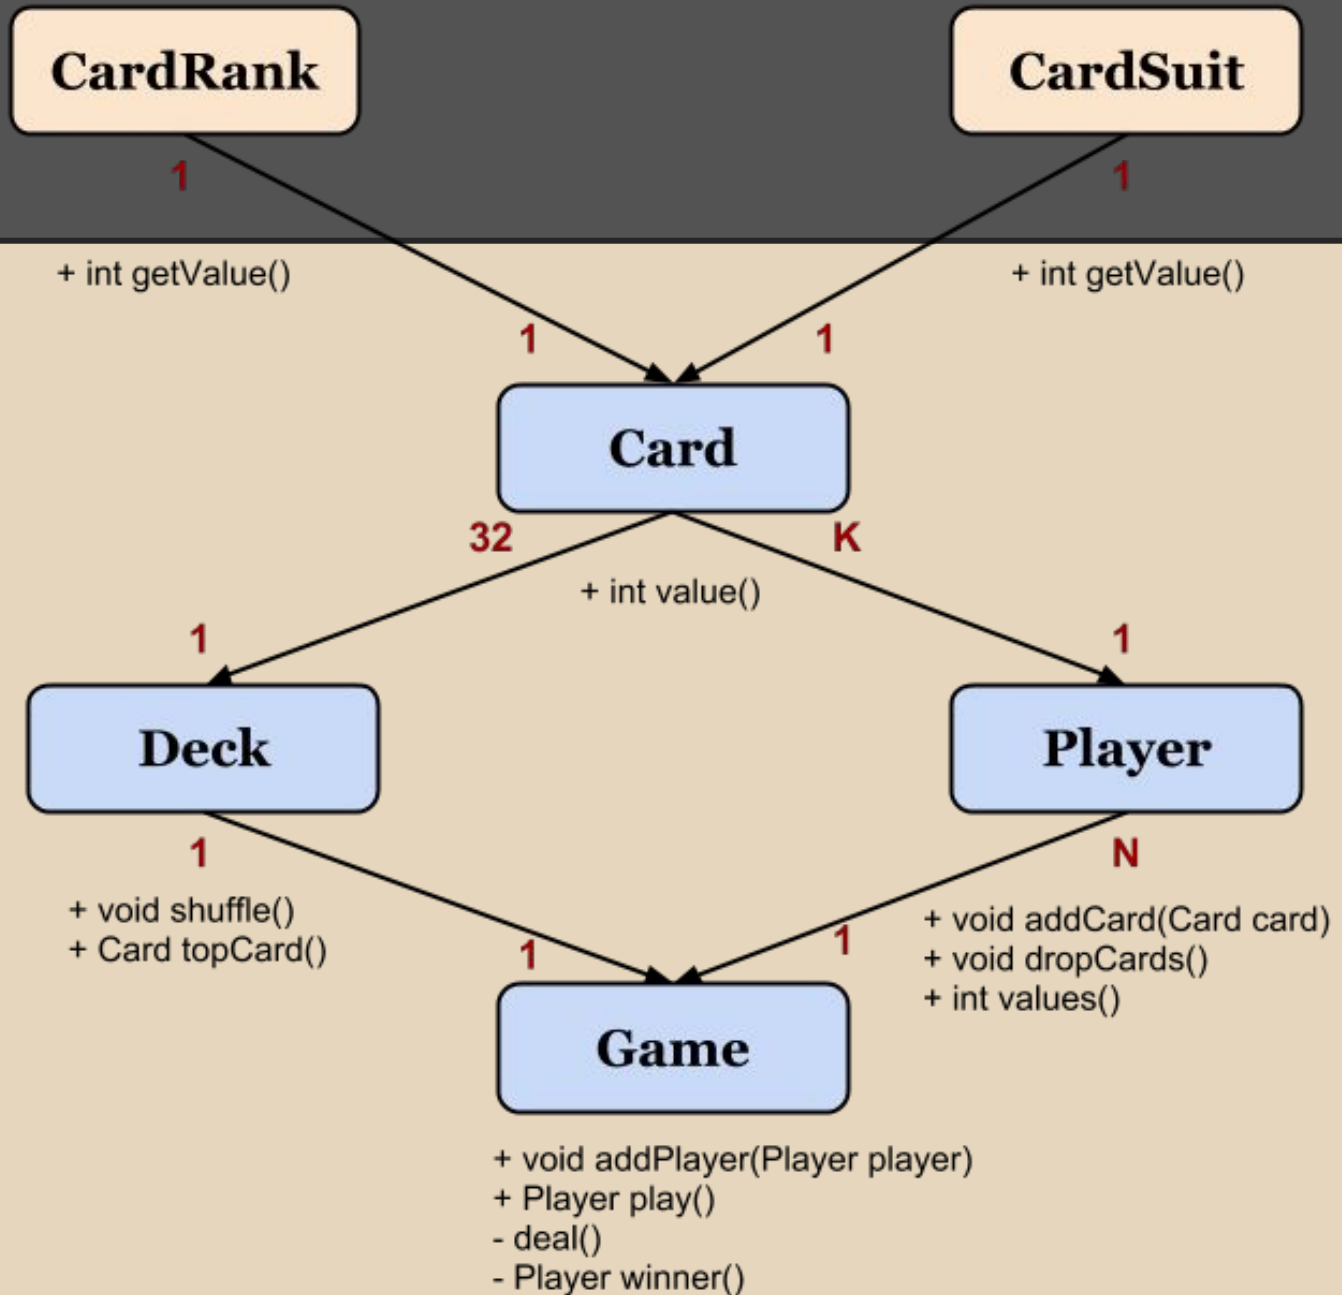 CardRank
CardSuit
1
1
+ int getValue()
+ int getValue()
1
1
Card
32
K
+ int value()
1
1
Deck
Player
1
N
+ void shuffle()
+ Card topCard()
+ void addCard(Card card)
+ void dropCards()
+ int values()
1
1
Game
+ void addPlayer(Player player)
+ Player play()
- deal()
- Player winner()